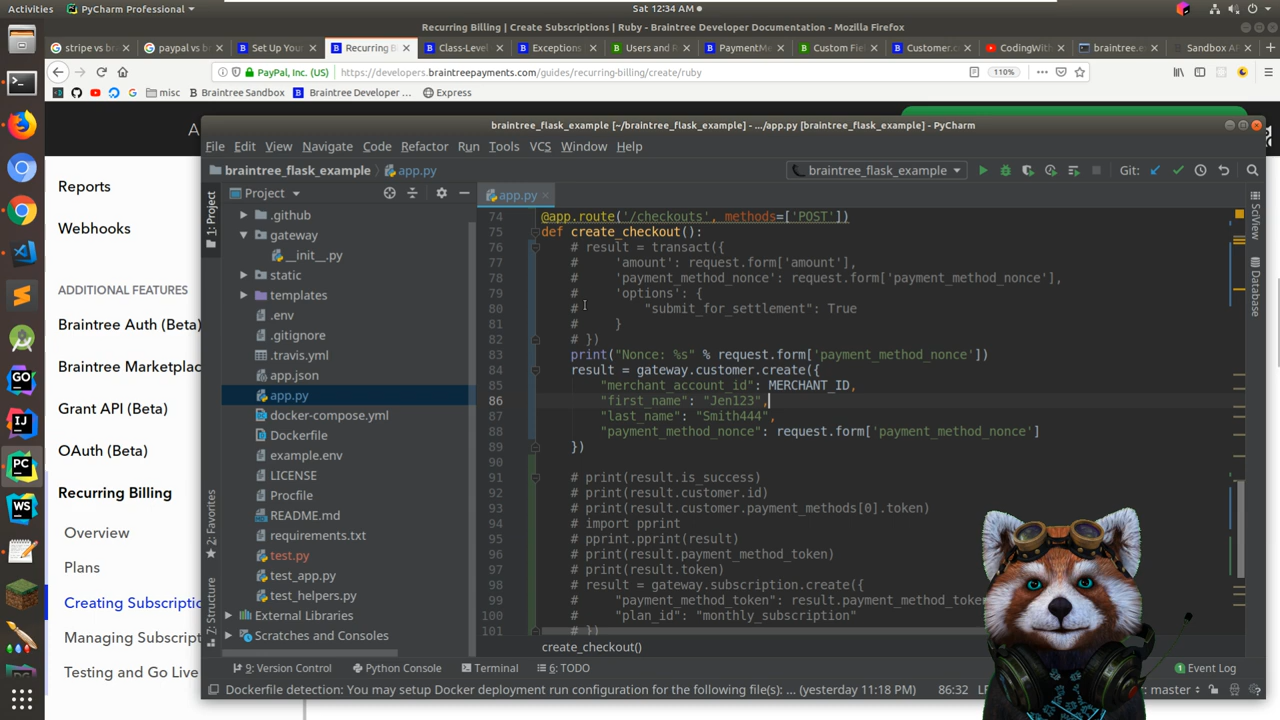 Activities
PyCharm Professional
Sat 12:34 AM
Recurring Billing | Create Subscriptions | Ruby - Braintree Developer Documentation - Mozilla Firefox
stripe vs b
paypal vs b
Set Up You
Recurring B
Class-Level
Exceptions
Users and R
PaymentMe
Custom Fie
Customer.c
CodingWith
braintree.ex
Sandbox AP
PayPal, Inc. (US)
https://developers.braintreepayments.com/guides/recurring-billing/create/ruby
110%
misc
Braintree Sandbox
Braintree Developer ...
Express
A
Reports
Webhooks
ADDITIONAL FEATURES
Braintree Auth (Beta)
Braintree Marketplac
Grant API (Beta)
OAuth (Beta)
Recurring Billing
Overview
Plans
Creating Subscriptio
Managing Subscript
Testing and Go Live
braintree_flask_example [~/braintree_flask_example] - .../app.py [braintree_flask_example] - PyCharm
File Edit View Navigate Code Refactor Run Tools VCS Window Help
braintree_flask_example
app.py
braintree_flask_example
Git:
Project
app.py
1: Project
2: Favorites
Z: Structure
SciView
Database
.github
gateway
__init__.py
static
templates
.env
.gitignore
.travis.yml
app.json
app.py
docker-compose.yml
Dockerfile
example.env
LICENSE
Procfile
README.md
requirements.txt
test.py
test_app.py
test_helpers.py
External Libraries
Scratches and Consoles
74 @app.route('/checkouts', methods=['POST'])
75 def create_checkout():
76 # result = transact({
77 # 'amount': request.form['amount'],
78 # 'payment_method_nonce': request.form['payment_method_nonce'],
79 # 'options': {
80 # "submit_for_settlement": True
81 # }
82 # })
83 print("Nonce: %s" % request.form['payment_method_nonce'])
84 result = gateway.customer.create({
85 "merchant_account_id": MERCHANT_ID,
86 "first_name": "Jen123",
87 "last_name": "Smith444",
88 "payment_method_nonce": request.form['payment_method_nonce']
89 })
90
91 # print(result.is_success)
92 # print(result.customer.id)
93 # print(result.customer.payment_methods[0].token)
94 # import pprint
95 # pprint.pprint(result)
96 # print(result.payment_method_token)
97 # print(result.token)
98 # result = gateway.subscription.create({
99 # "payment_method_token": result.payment_method_toke
100 # "plan_id": "monthly_subscription"
101 # })
create_checkout()
9: Version Control
Python Console
Terminal
6: TODO
1 Event Log
Dockerfile detection: You may setup Docker deployment run configuration for the following file(s): ... (yesterday 11:18 PM)
86:32
: master